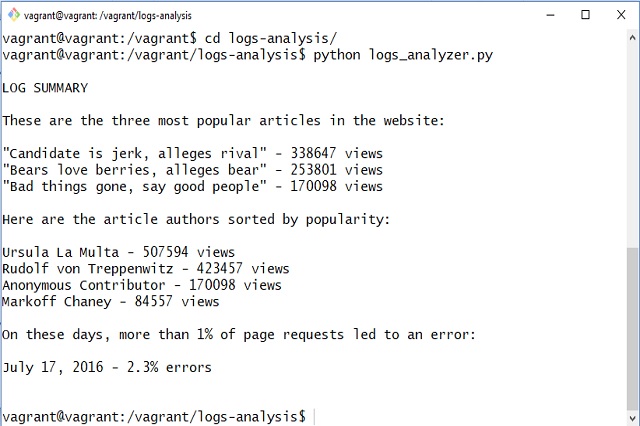 vagrant@vagrant: /vagrant/logs-analysis
vagrant@vagrant:/vagrant$ cd logs-analysis/
vagrant@vagrant:/vagrant/logs-analysis$ python logs_analyzer.py
LOG SUMMARY
These are the three most popular articles in the website:
"Candidate is jerk, alleges rival" - 338647 views
"Bears love berries, alleges bear" - 253801 views
"Bad things gone, say good people" - 170098 views
Here are the article authors sorted by popularity:
Ursula La Multa - 507594 views
Rudolf von Treppenwitz - 423457 views
Anonymous Contributor - 170098 views
Markoff Chaney - 84557 views
On these days, more than 1% of page requests led to an error:
July 17, 2016 - 2.3% errors
vagrant@vagrant:/vagrant/logs-analysis$